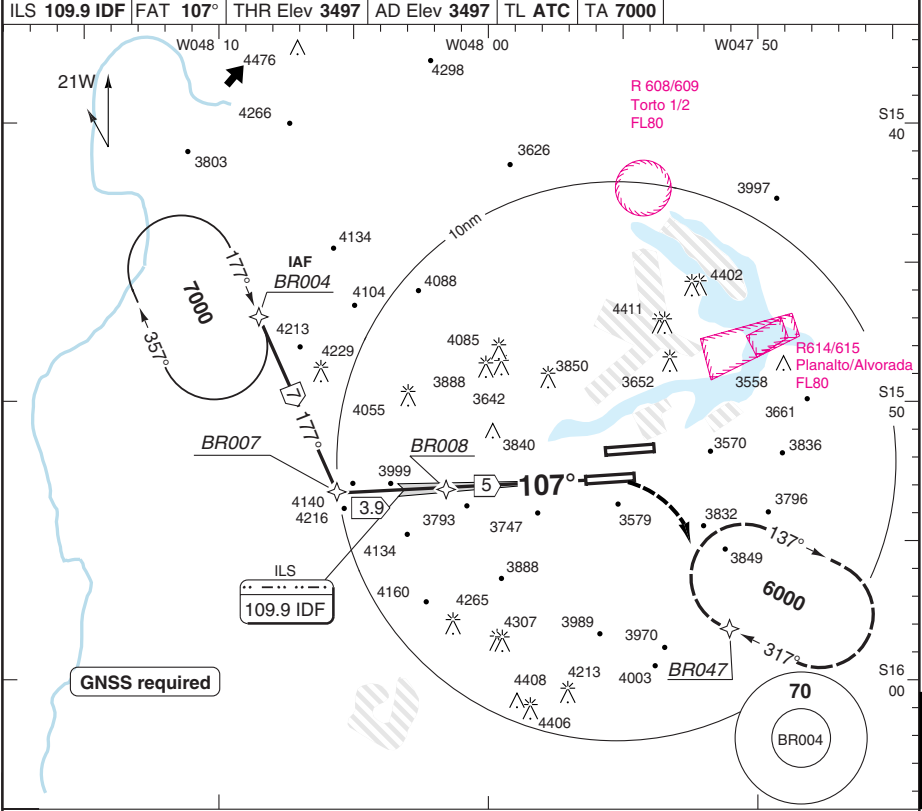 ILS 109.9 IDF FAT 107° THR Elev 3497 AD Elev 3497 TL ATC TA 7000
W048 10
W048 00
W047 50
4476
4298
21W
R 608/609
Torto 1/2
FL80
S15
40
4266
3803
3626
3997
10nm
4134
IAF
BR004
177°
7000
357°
4088
4104
4402
4411
4213
4229
4085
3850
3888
3642
3652
3558
R614/615
Planalto/Alvorada
FL80
7
177°
4055
3661
S15
50
3840
BR007
BR008
3570
3836
3999
5
107°
4140
4216
3.9
3793
3747
3579
3832
3796
4134
137°
3849
ILS
109.9 IDF
3888
4160
4265
4307
3989
6000
3970
317°
BR047
4003
GNSS required
4408
4213
4406
S16
00
70
BR004